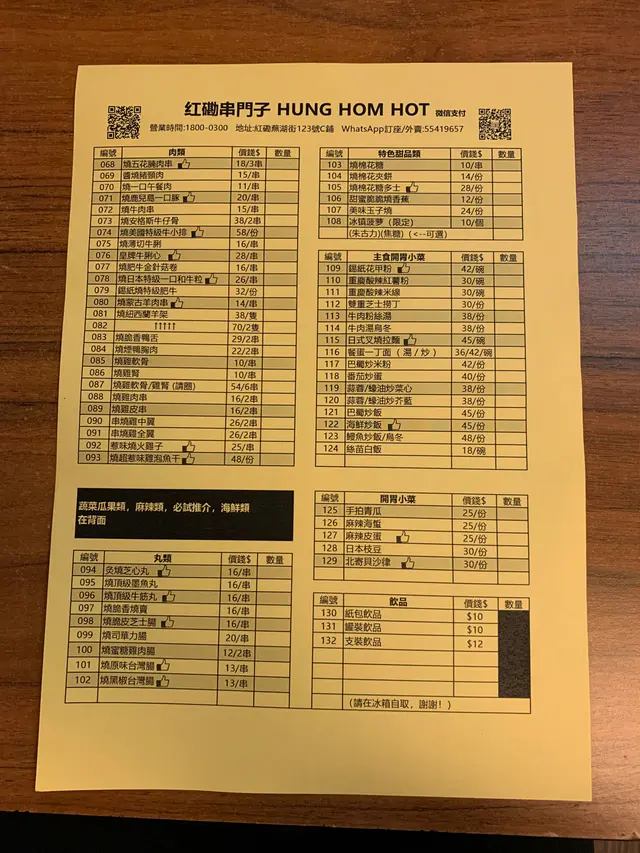 红磡串門子 HUNG HOM HOT 微信支付
營業時間:1800-0300 地址:紅磡蕪湖街123號C鋪 WhatsApp訂座/外賣:55419657
編號 肉類 價錢$ 數量
068 燒五花腩肉串 18/3串
069 醬燒豬頸肉 15/串
070 燒一口午餐肉 11/串
071 燒鹿兒島一口豚 20/串
072 燒牛肉串 15/串
073 燒安格斯牛仔骨 38/2串
074 燒美國特級牛小排 58/份
075 燒薄切牛脷 16/串
076 皇牌牛脷心 28/串
077 燒肥牛金針菇卷 16/串
078 燒日本特級一口和牛粒 26/串
079 錫紙燒特級肥牛 32/份
080 燒蒙古羊肉串 14/串
081 燒紐西蘭羊架 38/隻
082 ↑↑↑↑↑ 70/2隻
083 燒脆香鴨舌 29/2串
084 燒煙鴨胸肉 22/2串
085 燒雞軟骨 10/串
086 燒雞腎 10/串
087 燒雞軟骨/雞腎 (請圈) 54/6串
088 燒雞肉串 16/2串
089 燒雞皮串 16/2串
090 串燒雞中翼 26/2串
091 串燒雞全翼 26/2串
092 惹味燒火雞子 25/串
093 燒超惹味雞泡魚干 48/份
蔬菜瓜果類，麻辣類，必試推介，海鮮類
在背面
編號 丸類 價錢$ 數量
094 灸燒芝心丸 16/串
095 燒頂級墨魚丸 16/串
096 燒頂級牛筋丸 16/串
097 燒脆香燒賣 16/串
098 燒脆皮芝士腸 16/串
099 燒司華力腸 20/串
100 燒蜜糖雞肉腸 12/2串
101 燒原味台灣腸 13/串
102 燒黑椒台灣腸 13/串
編號 特色甜品類 價錢$ 數量
103 燒棉花糖 10/串
104 燒棉花夾餅 14/份
105 燒棉花糖多士 28/份
106 甜蜜脆脆燒香蕉 12/份
107 美味玉子燒 24/份
108 冰镇菠萝（限定） 10/個
(朱古力)(焦糖) (<--可選)
編號 主食開胃小菜 價錢$ 數量
109 錫紙花甲粉 42/碗
110 重慶酸辣紅薯粉 30/碗
111 重慶酸辣米線 30/碗
112 雙重芝士撈丁 30/份
113 牛肉粉絲湯 38/份
114 牛肉湯烏冬 38/份
115 日式叉燒拉麵 45/碗
116 餐蛋一丁面（湯 / 炒） 36/42/碗
117 巴蜀炒米粉 42/份
118 番茄炒蛋 40/份
119 蒜蓉/蠔油炒菜心 38/份
120 蒜蓉/蠔油炒芥藍 38/份
121 巴蜀炒飯 45/份
122 海鮮炒飯 45/份
123 鰻魚炒飯/烏冬 48/份
124 絲苗白飯 18/碗
編號 開胃小菜 價錢$ 數量
125 手拍青瓜 25/份
126 麻辣海蜇 25/份
127 麻辣皮蛋 25/份
128 日本枝豆 30/份
129 北寄貝沙律 30/份
編號 飲品 價錢$ 數量
130 紙包飲品 $10
131 罐裝飲品 $10
132 支裝飲品 $12
(請在冰箱自取，謝謝！)